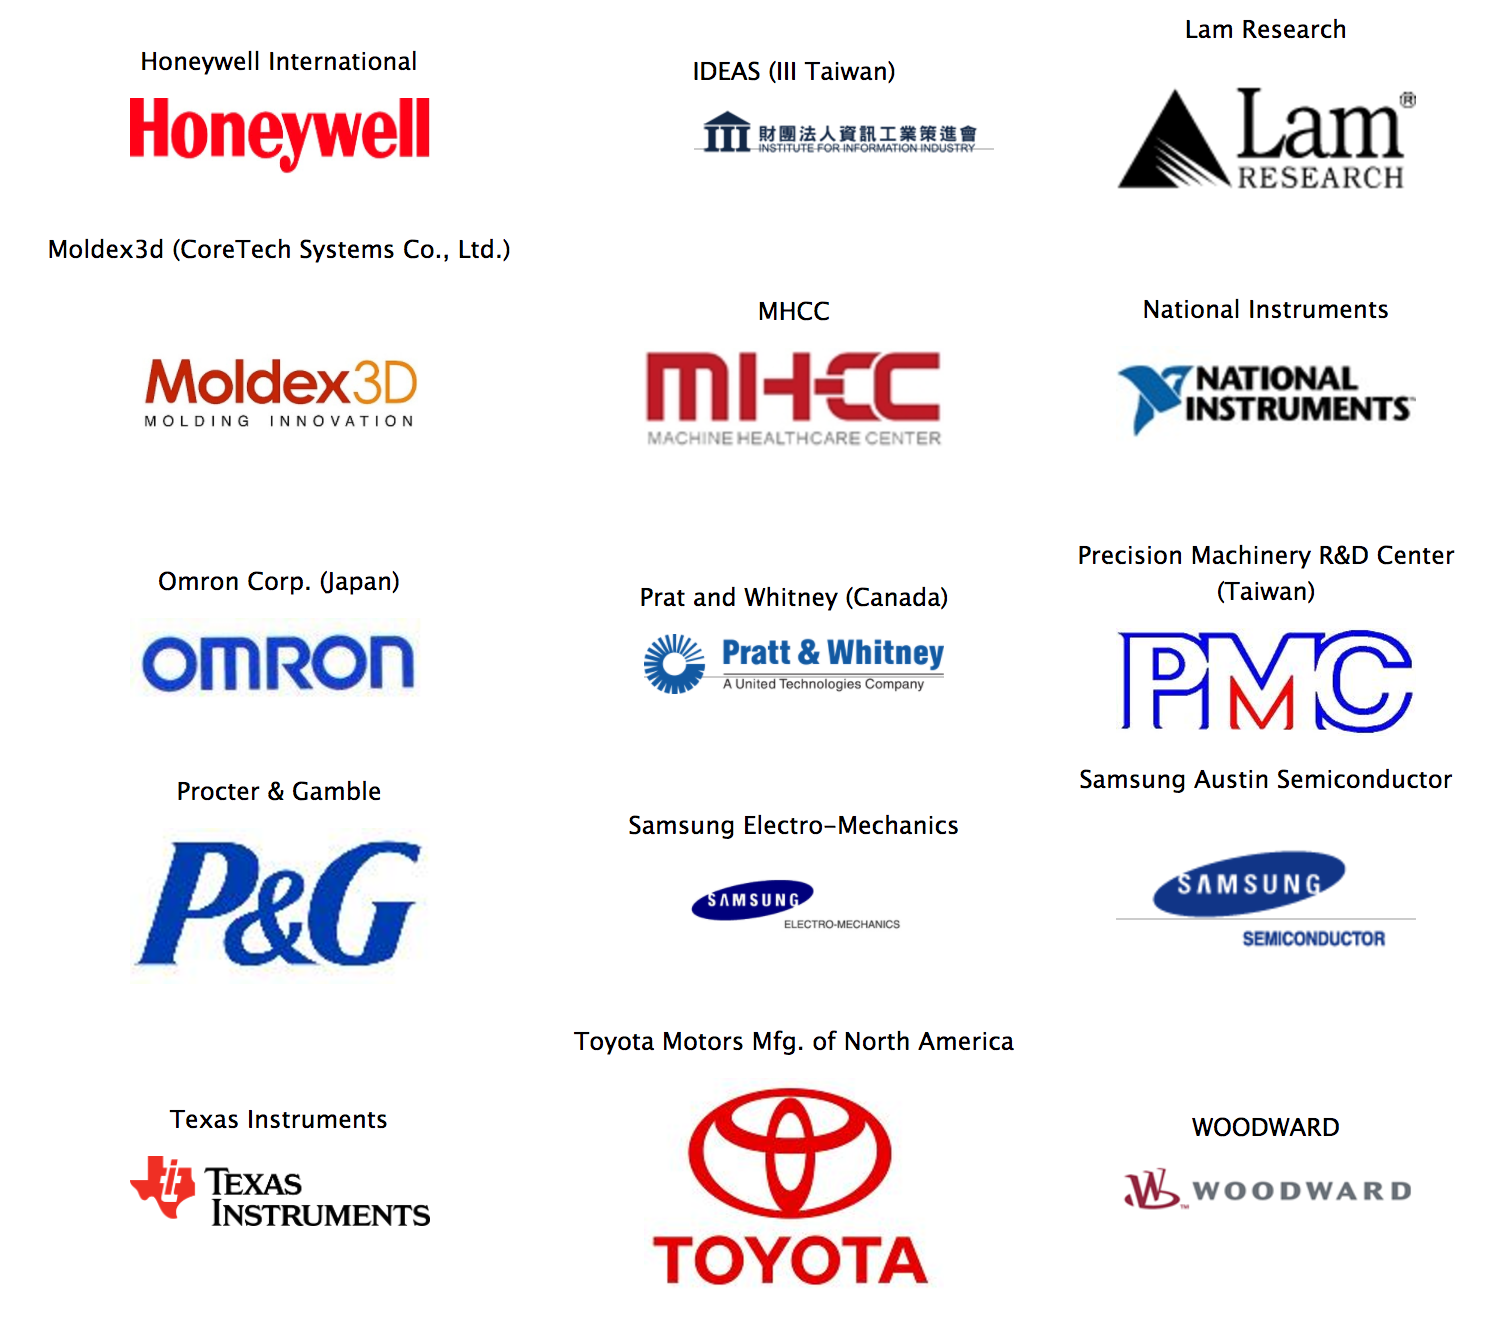 Honeywell International
Honeywell
IDEAS (III Taiwan)
財團法人資訊工業策進會
INSTITUTE FOR INFORMATION INDUSTRY
Lam Research
Lam®
RESEARCH
Moldex3d (CoreTech Systems Co., Ltd.)
Moldex3D
MOLDING INNOVATION
MHCC
MHCC
MACHINE HEALTHCARE CENTER
National Instruments
NATIONAL
INSTRUMENTS™
Omron Corp. (Japan)
OMRON
Prat and Whitney (Canada)
Pratt & Whitney
A United Technologies Company
Precision Machinery R&D Center
(Taiwan)
PMC
Procter & Gamble
P&G
Samsung Electro-Mechanics
SAMSUNG
ELECTRO-MECHANICS
Samsung Austin Semiconductor
SAMSUNG
SEMICONDUCTOR
Texas Instruments
TEXAS
INSTRUMENTS
Toyota Motors Mfg. of North America
TOYOTA
WOODWARD
W™ WOODWARD